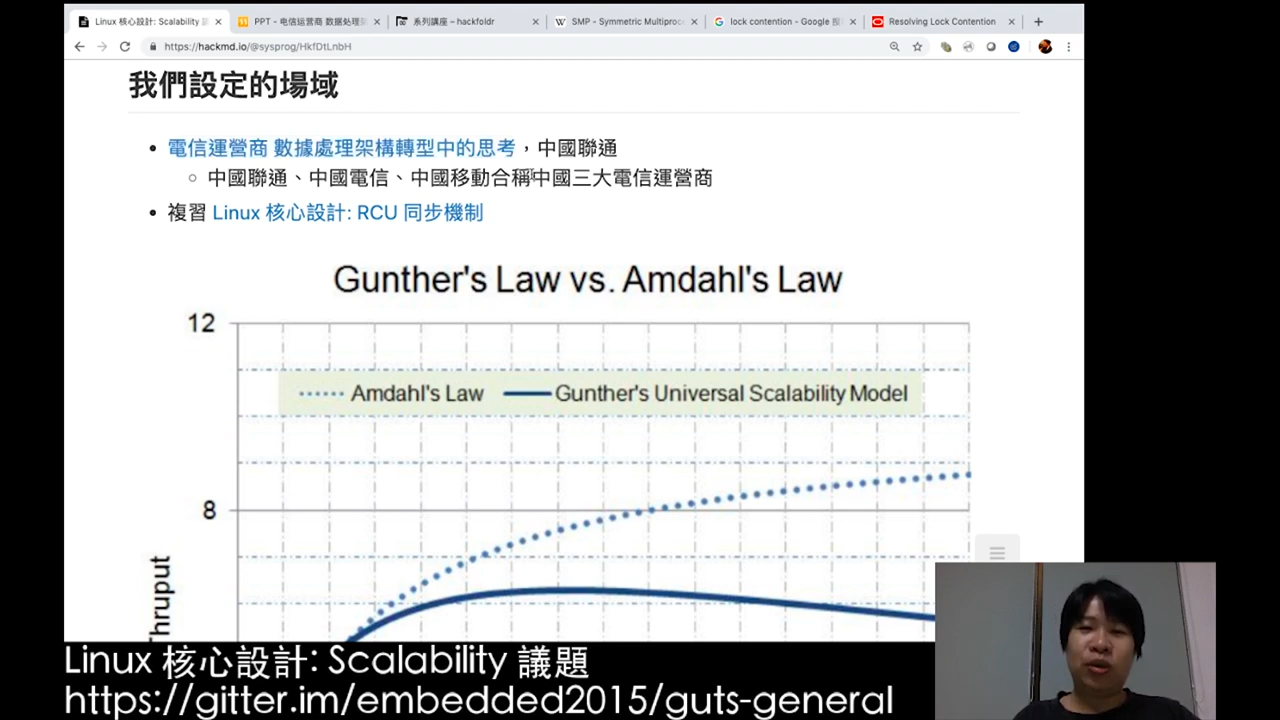 Linux 核心設計: Scalability 議
PPT - 电信运营商 数据处理
系列講座 – hackfoldr
SMP - Symmetric Multiproc
lock contention - Google 搜
Resolving Lock Contention
https://hackmd.io/@sysprog/HkfDtLnbH
我們設定的場域
電信運營商 數據處理架構轉型中的思考，中國聯通
中國聯通、中國電信、中國移動合稱中國三大電信運營商
複習 Linux 核心設計: RCU 同步機制
Gunther's Law vs. Amdahl's Law
12
Amdahl's Law
Gunther's Universal Scalability Model
8
Thruput
Linux 核心設計: Scalability 議題
https://gitter.im/embedded2015/guts-general